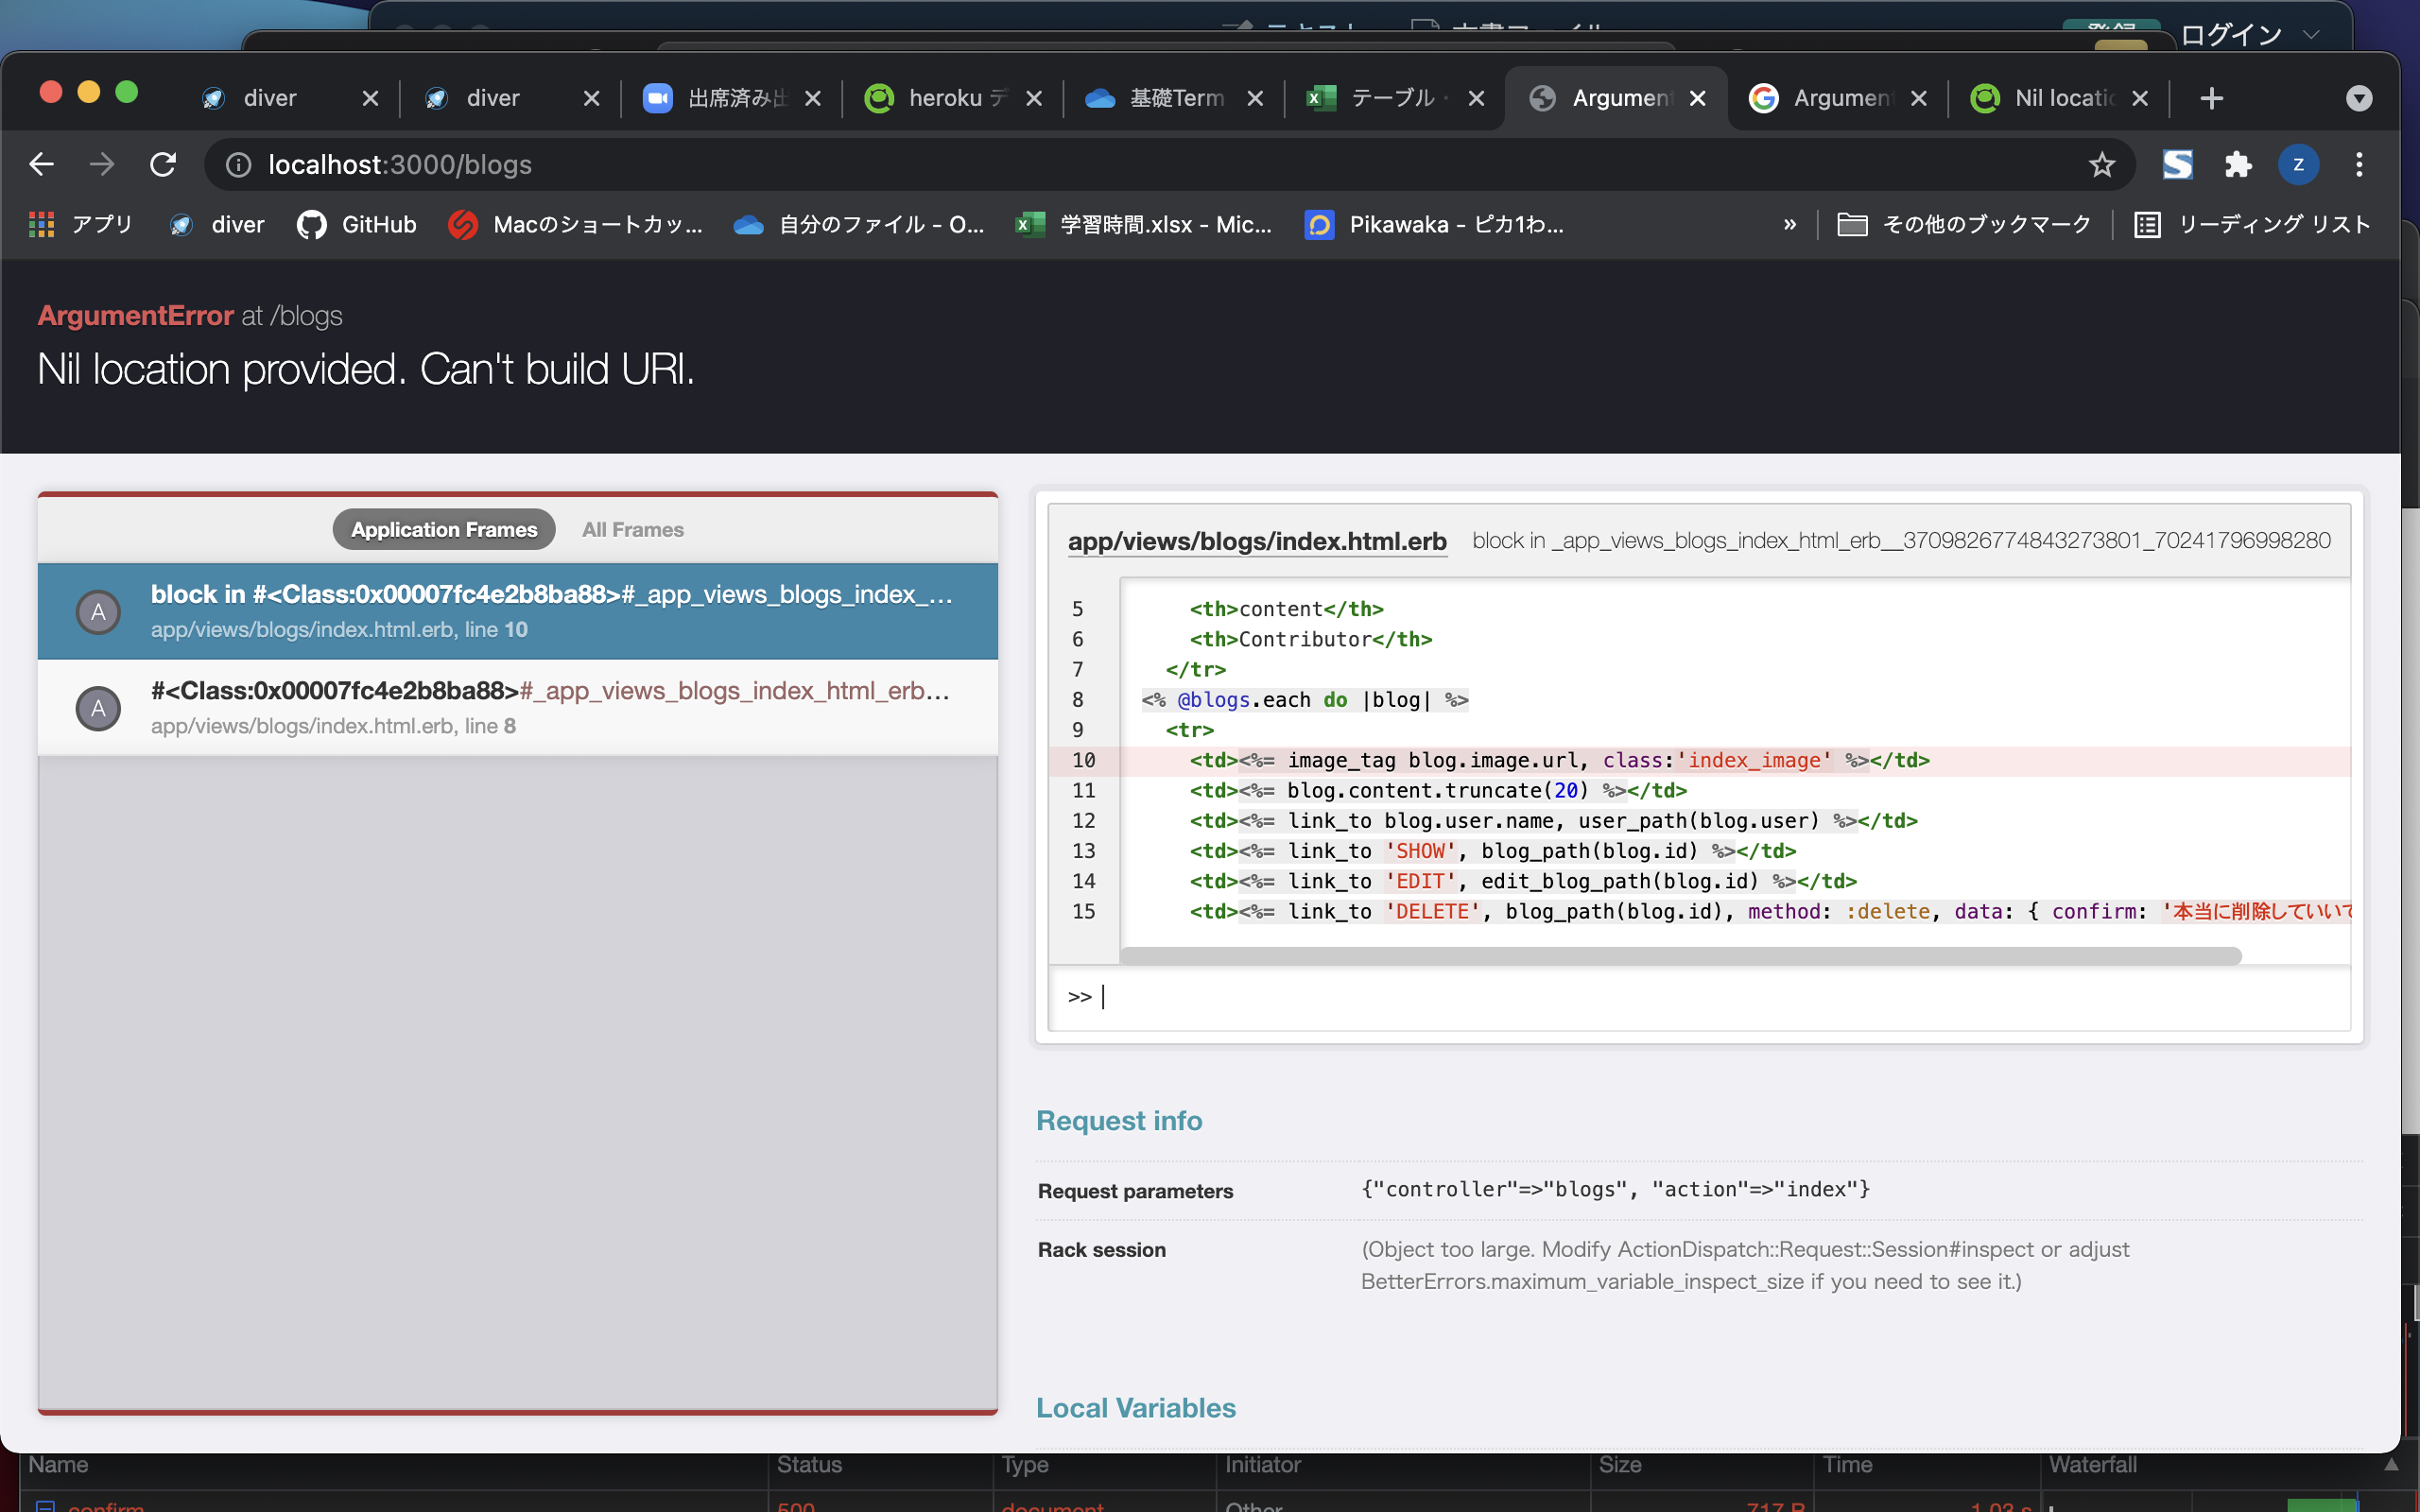 ログイン
diver
diver
出席済み出
heroku デ
基礎Term
テーブル・
Argument
Argument
Nil locatio
localhost:3000/blogs
z
アプリ
diver
GitHub
Macのショートカッ...
自分のファイル - O...
学習時間.xlsx - Mic...
Pikawaka - ピカ1わ...
»
その他のブックマーク
リーディング リスト
ArgumentError at /blogs
Nil location provided. Can't build URI.
Application Frames
All Frames
A
block in #<Class:0x00007fc4e2b8ba88>#_app_views_blogs_index_...
app/views/blogs/index.html.erb, line 10
A
#<Class:0x00007fc4e2b8ba88>#_app_views_blogs_index_html_erb...
app/views/blogs/index.html.erb, line 8
app/views/blogs/index.html.erb block in _app_views_blogs_index_html_erb__3709826774843273801_70241796998280
5 <th>content</th>
6 <th>Contributor</th>
7 </tr>
8 <% @blogs.each do |blog| %>
9 <tr>
10 <td><%= image_tag blog.image.url, class:'index_image' %></td>
11 <td><%= blog.content.truncate(20) %></td>
12 <td><%= link_to blog.user.name, user_path(blog.user) %></td>
13 <td><%= link_to 'SHOW', blog_path(blog.id) %></td>
14 <td><%= link_to 'EDIT', edit_blog_path(blog.id) %></td>
15 <td><%= link_to 'DELETE', blog_path(blog.id), method: :delete, data: { confirm: '本当に削除していいで
>>
Request info
Request parameters {"controller"=>"blogs", "action"=>"index"}
Rack session (Object too large. Modify ActionDispatch::Request::Session#inspect or adjust
BetterErrors.maximum_variable_inspect_size if you need to see it.)
Local Variables
Name Status Type Initiator Size Time Waterfall
confirm 500 document Other 717 B 1.03 s